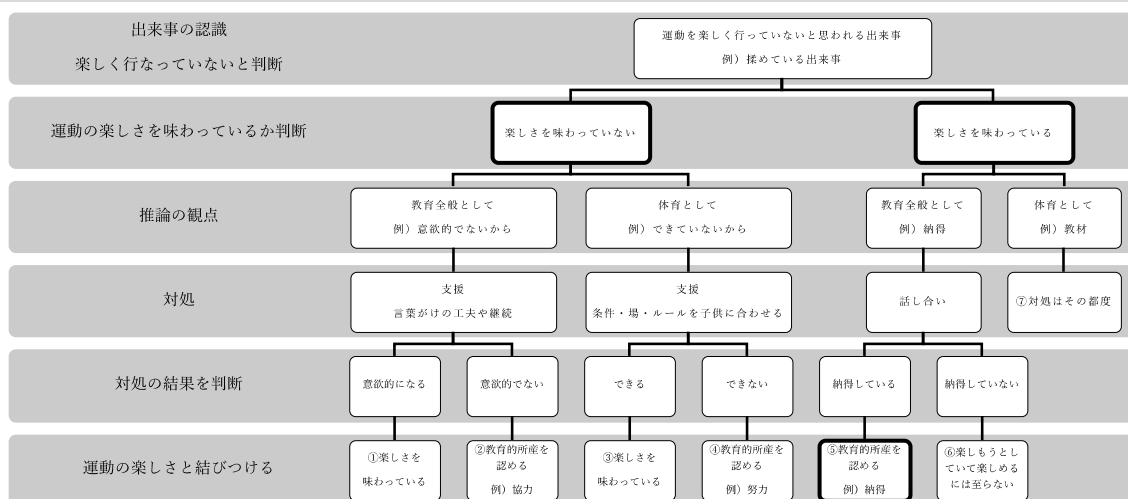 出来事の認識
楽しく行なっていないと判断
運動を楽しく行っていないと思われる出来事
例）揉めている出来事
運動の楽しさを味わっているか判断
楽しさを味わっていない
楽しさを味わっている
推論の観点
教育全般として
例）意欲的でないから
体育として
例）できていないから
教育全般として
例）納得
体育として
例）教材
対処
支援
言葉がけの工夫や継続
支援
条件・場・ルールを子供に合わせる
話し合い
⑦対処はその都度
対処の結果を判断
意欲的になる
意欲的でない
できる
できない
納得している
納得していない
運動の楽しさと結びつける
①楽しさを
味わっている
②教育的所産を
認める
例）協力
③楽しさを
味わっている
④教育的所産を
認める
例）努力
⑤教育的所産を
認める
例）納得
⑥楽しもうとし
ていて楽しめる
には至らない